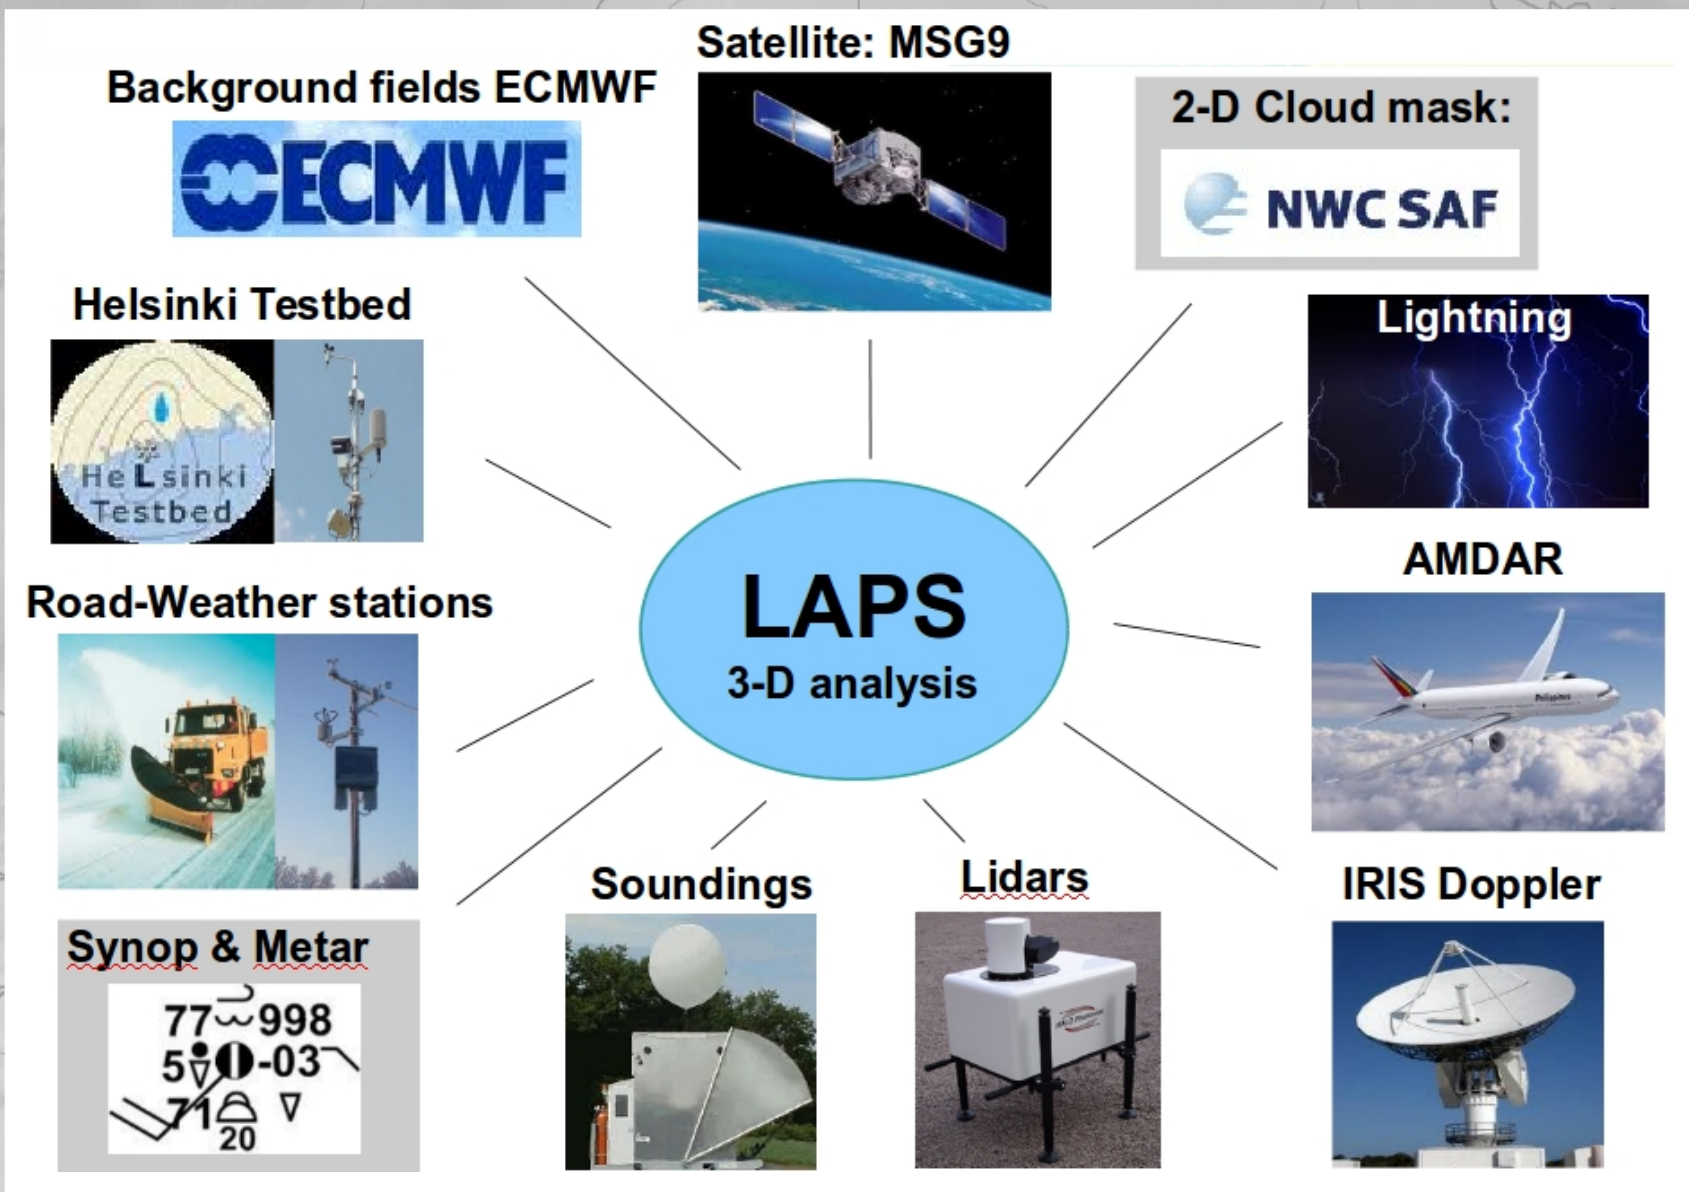 Satellite: MSG9
Background fields ECMWF
ECMWF
2-D Cloud mask:
NWC SAF
Helsinki Testbed
HeLsinki
Testbed
Lightning
LAPS
3-D analysis
AMDAR
Philippines
Road-Weather stations
Synop & Metar
77 998
5 -03
71
20
Soundings
Lidars
IRIS Doppler